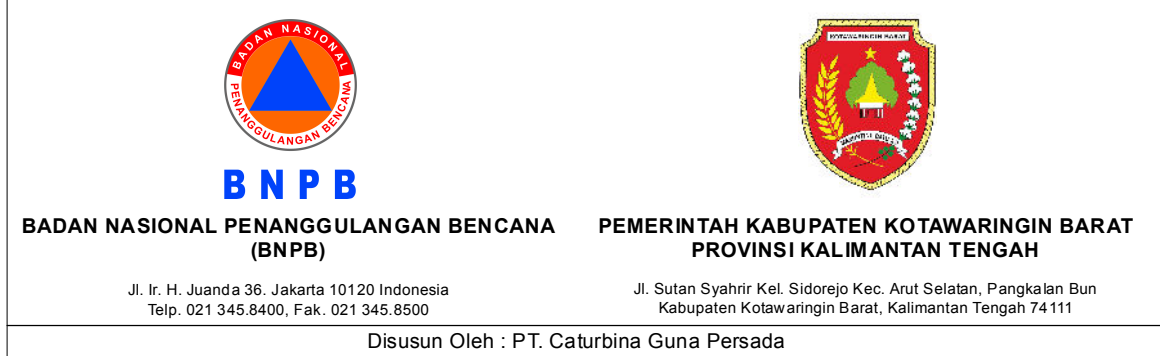 BADAN NASIONAL
PENANGGULANGAN BENCANA
BNPB
BADAN NASIONAL PENANGGULANGAN BENCANA
(BNPB)
Jl. Ir. H. Juanda 36. Jakarta 10120 Indonesia
Telp. 021 345.8400, Fak. 021 345.8500
KOTAWARINGIN BARAT
PEMERINTAH KABUPATEN KOTAWARINGIN BARAT
PROVINSI KALIMANTAN TENGAH
Jl. Sutan Syahrir Kel. Sidorejo Kec. Arut Selatan, Pangkalan Bun
Kabupaten Kotawaringin Barat, Kalimantan Tengah 74111
Disusun Oleh : PT. Caturbina Guna Persada